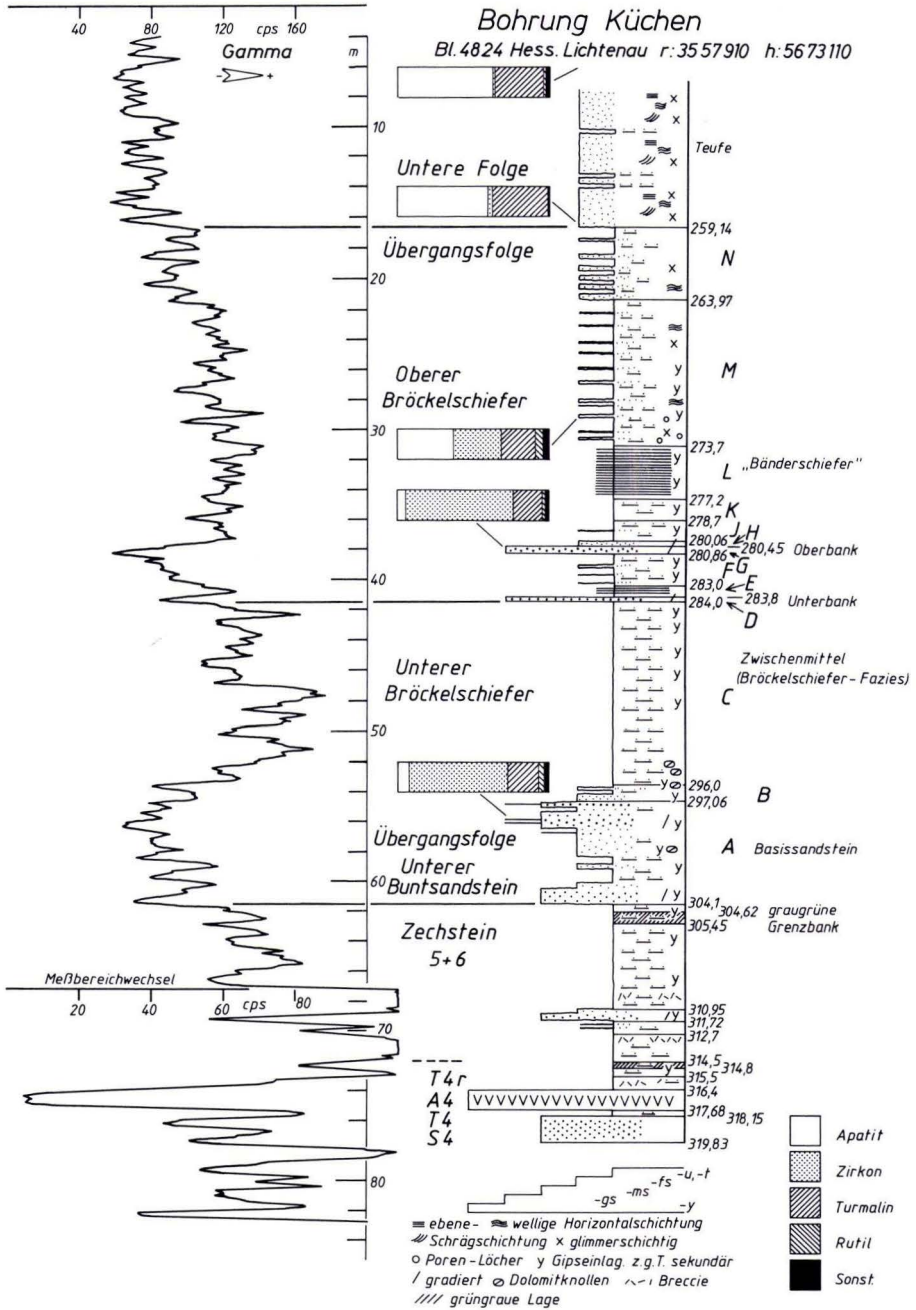 Bohrung Küchen
Bl. 4824 Hess. Lichtenau r: 35 57 910 h: 56 73 110
40 80 120 cps 160
Gamma
- +
m
10
20
30
40
50
60
Untere Folge
Übergangsfolge
Oberer
Bröckelschiefer
Unterer
Bröckelschiefer
Übergangsfolge
Unterer
Buntsandstein
Zechstein
5+6
Meßbereichwechsel
20 40 60 cps 80
70
80
T4r
A4
T4
S4
Teufe
259,14
N
263,97
M
273,7
L "Bänderschiefer"
277,2
K
278,7
J H
280,06
280,45 Oberbank
280,86
G
F
283,0
E
283,8 Unterbank
284,0
D
Zwischenmittel
(Bröckelschiefer-Fazies)
C
296,0
B
297,06
A Basissandstein
304,1
304,62 graugrüne
Grenzbank
305,45
310,95
311,72
312,7
314,5
314,8
315,5
316,4
317,68
318,15
319,83
-u,-t
-fs
-ms
-gs
-y
ebene- wellige Horizontalschichtung
Schrägschichtung x glimmerschichtig
Poren-Löcher y Gipseinlag. z.g.T. sekundär
/ gradiert Dolomitknollen Breccie
//// grüngraue Lage
Apatit
Zirkon
Turmalin
Rutil
Sonst.